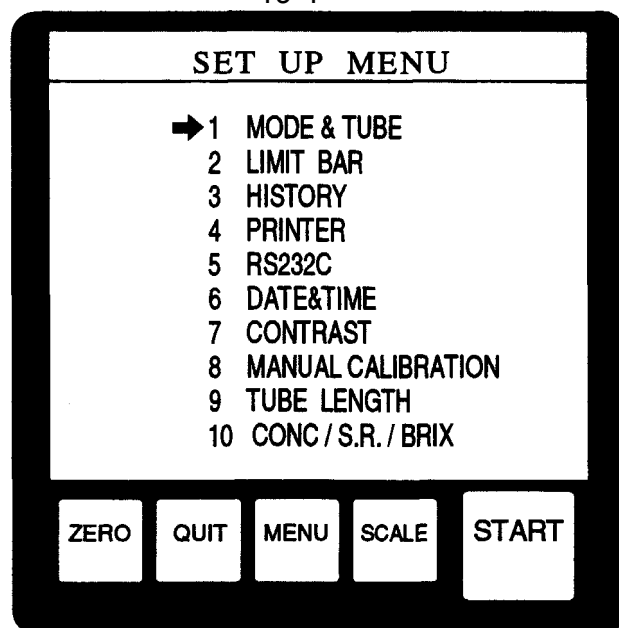 SET UP MENU
➡1 MODE & TUBE
2 LIMIT BAR
3 HISTORY
4 PRINTER
5 RS232C
6 DATE&TIME
7 CONTRAST
8 MANUAL CALIBRATION
9 TUBE LENGTH
10 CONC / S.R. / BRIX
ZERO QUIT MENU SCALE START